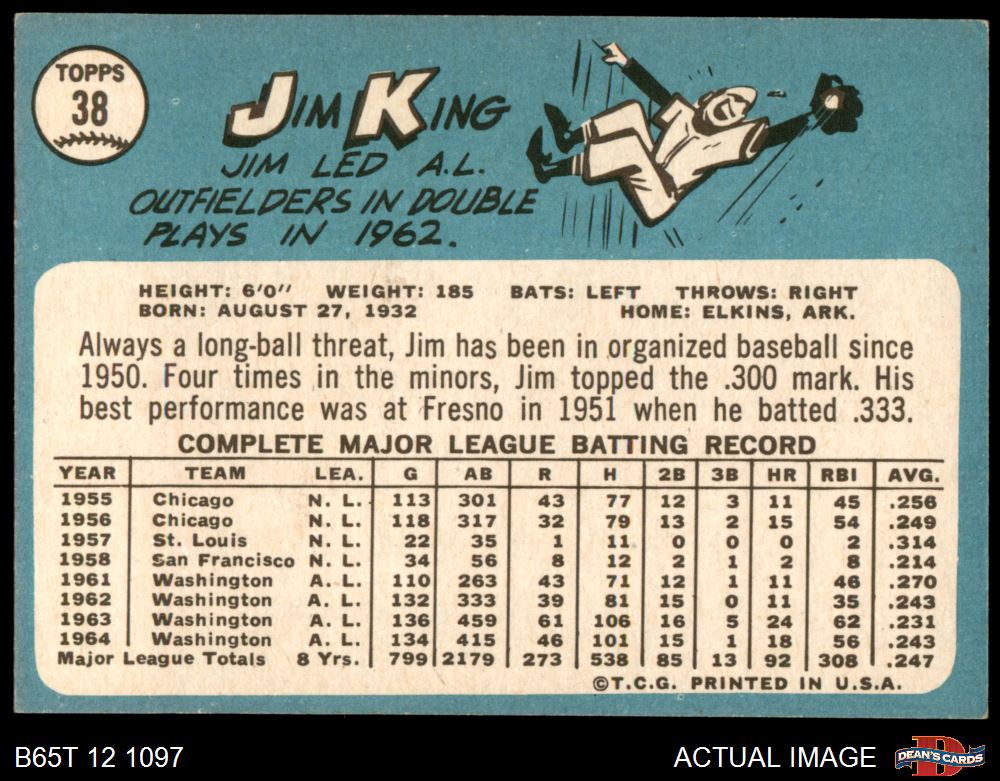 TOPPS
38
JIM KING
JIM LED A.L.
OUTFIELDERS IN DOUBLE
PLAYS IN 1962.
HEIGHT: 6'0" WEIGHT: 185 BATS: LEFT THROWS: RIGHT
BORN: AUGUST 27, 1932 HOME: ELKINS, ARK.
Always a long-ball threat, Jim has been in organized baseball since
1950. Four times in the minors, Jim topped the .300 mark. His
best performance was at Fresno in 1951 when he batted .333.
COMPLETE MAJOR LEAGUE BATTING RECORD
YEAR TEAM LEA. G AB R H 2B 3B HR RBI AVG.
1955 Chicago N. L. 113 301 43 77 12 3 11 45 .256
1956 Chicago N. L. 118 317 32 79 13 2 15 54 .249
1957 St. Louis N. L. 22 35 1 11 0 0 0 2 .314
1958 San Francisco N. L. 34 56 8 12 2 1 2 8 .214
1961 Washington A. L. 110 263 43 71 12 1 11 46 .270
1962 Washington A. L. 132 333 39 81 15 0 11 35 .243
1963 Washington A. L. 136 459 61 106 16 5 24 62 .231
1964 Washington A. L. 134 415 46 101 15 1 18 56 .243
Major League Totals 8 Yrs. 799 2179 273 538 85 13 92 308 .247
©T.C.G. PRINTED IN U.S.A.
B65T 12 1097 ACTUAL IMAGE DEAN'S CARDS